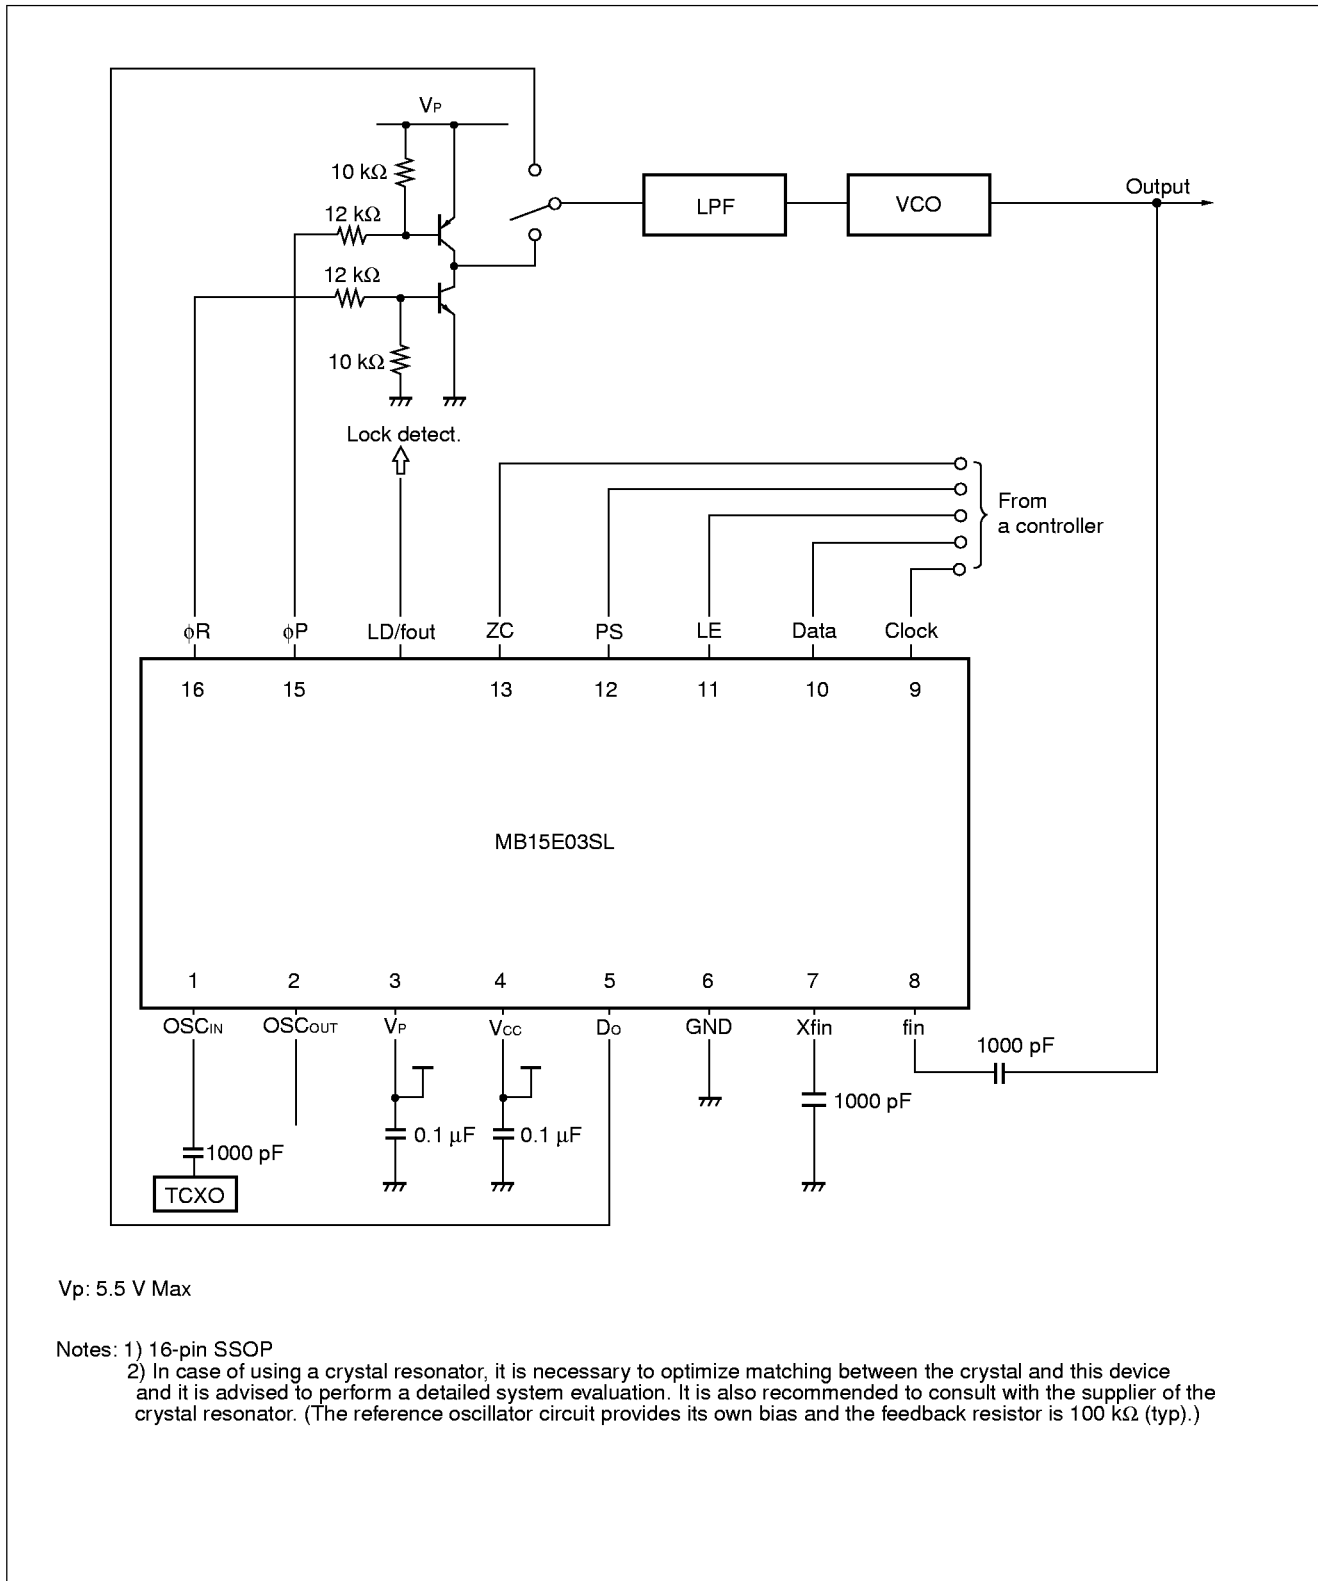 VP
10 kΩ
12 kΩ
12 kΩ
10 kΩ
LPF
VCO
Output
Lock detect.
From
a controller
ϕR
ϕP
LD/fout
ZC
PS
LE
Data
Clock
16
15
13
12
11
10
9
MB15E03SL
1
2
3
4
5
6
7
8
OSCIN
OSCOUT
VP
VCC
DO
GND
Xfin
fin
1000 pF
1000 pF
0.1 μF
0.1 μF
1000 pF
TCXO
Vp: 5.5 V Max
Notes: 1) 16-pin SSOP
2) In case of using a crystal resonator, it is necessary to optimize matching between the crystal and this device
and it is advised to perform a detailed system evaluation. It is also recommended to consult with the supplier of the
crystal resonator. (The reference oscillator circuit provides its own bias and the feedback resistor is 100 kΩ (typ).)